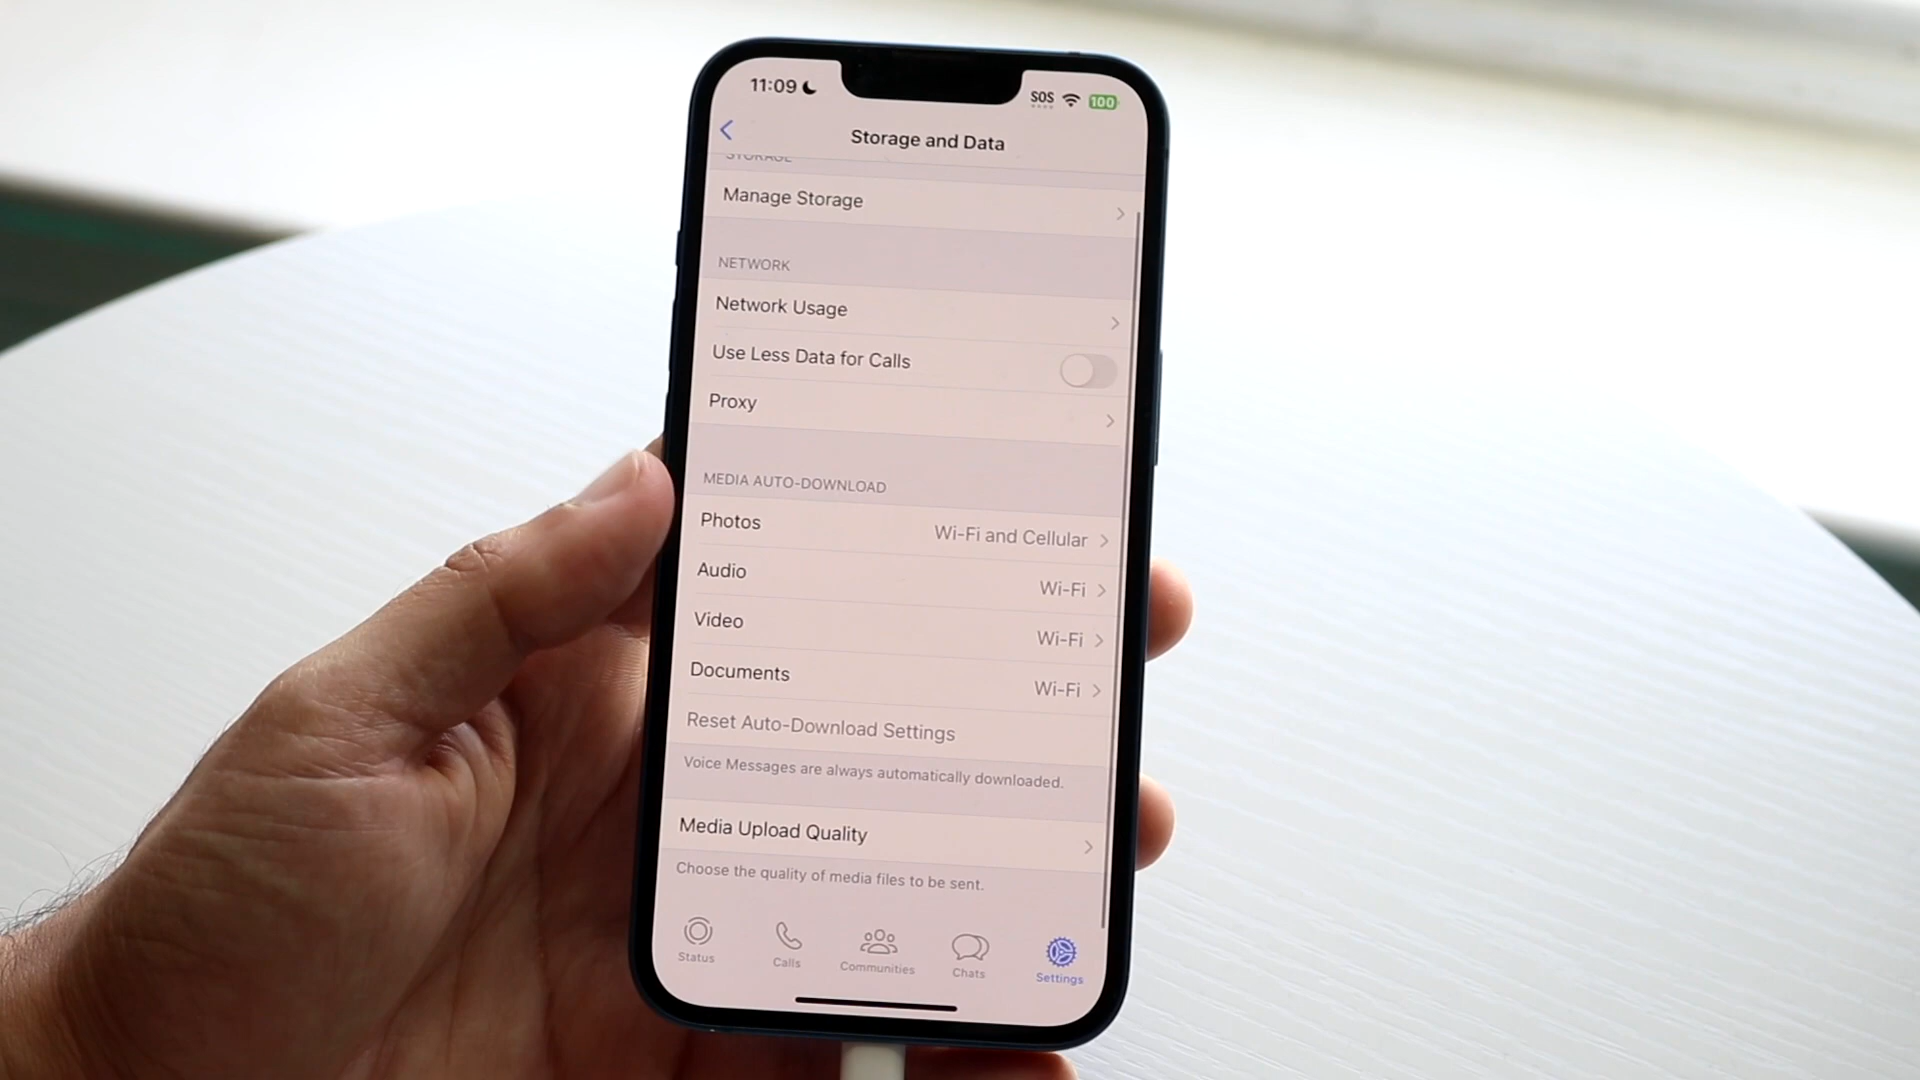 11:09
SOS 100
Storage and Data
STORAGE
Manage Storage
NETWORK
Network Usage
Use Less Data for Calls
Proxy
MEDIA AUTO-DOWNLOAD
Photos Wi-Fi and Cellular
Audio Wi-Fi
Video Wi-Fi
Documents Wi-Fi
Reset Auto-Download Settings
Voice Messages are always automatically downloaded.
Media Upload Quality
Choose the quality of media files to be sent.
Status Calls Communities Chats Settings